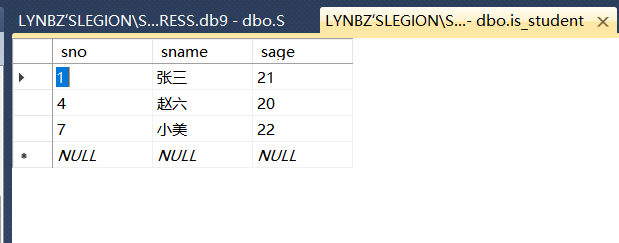 LYNBZ'SLEGION\S...RESS.db9 - dbo.S LYNBZ'SLEGION\S...- dbo.is_student
sno sname sage
1 张三 21
4 赵六 20
7 小美 22
NULL NULL NULL